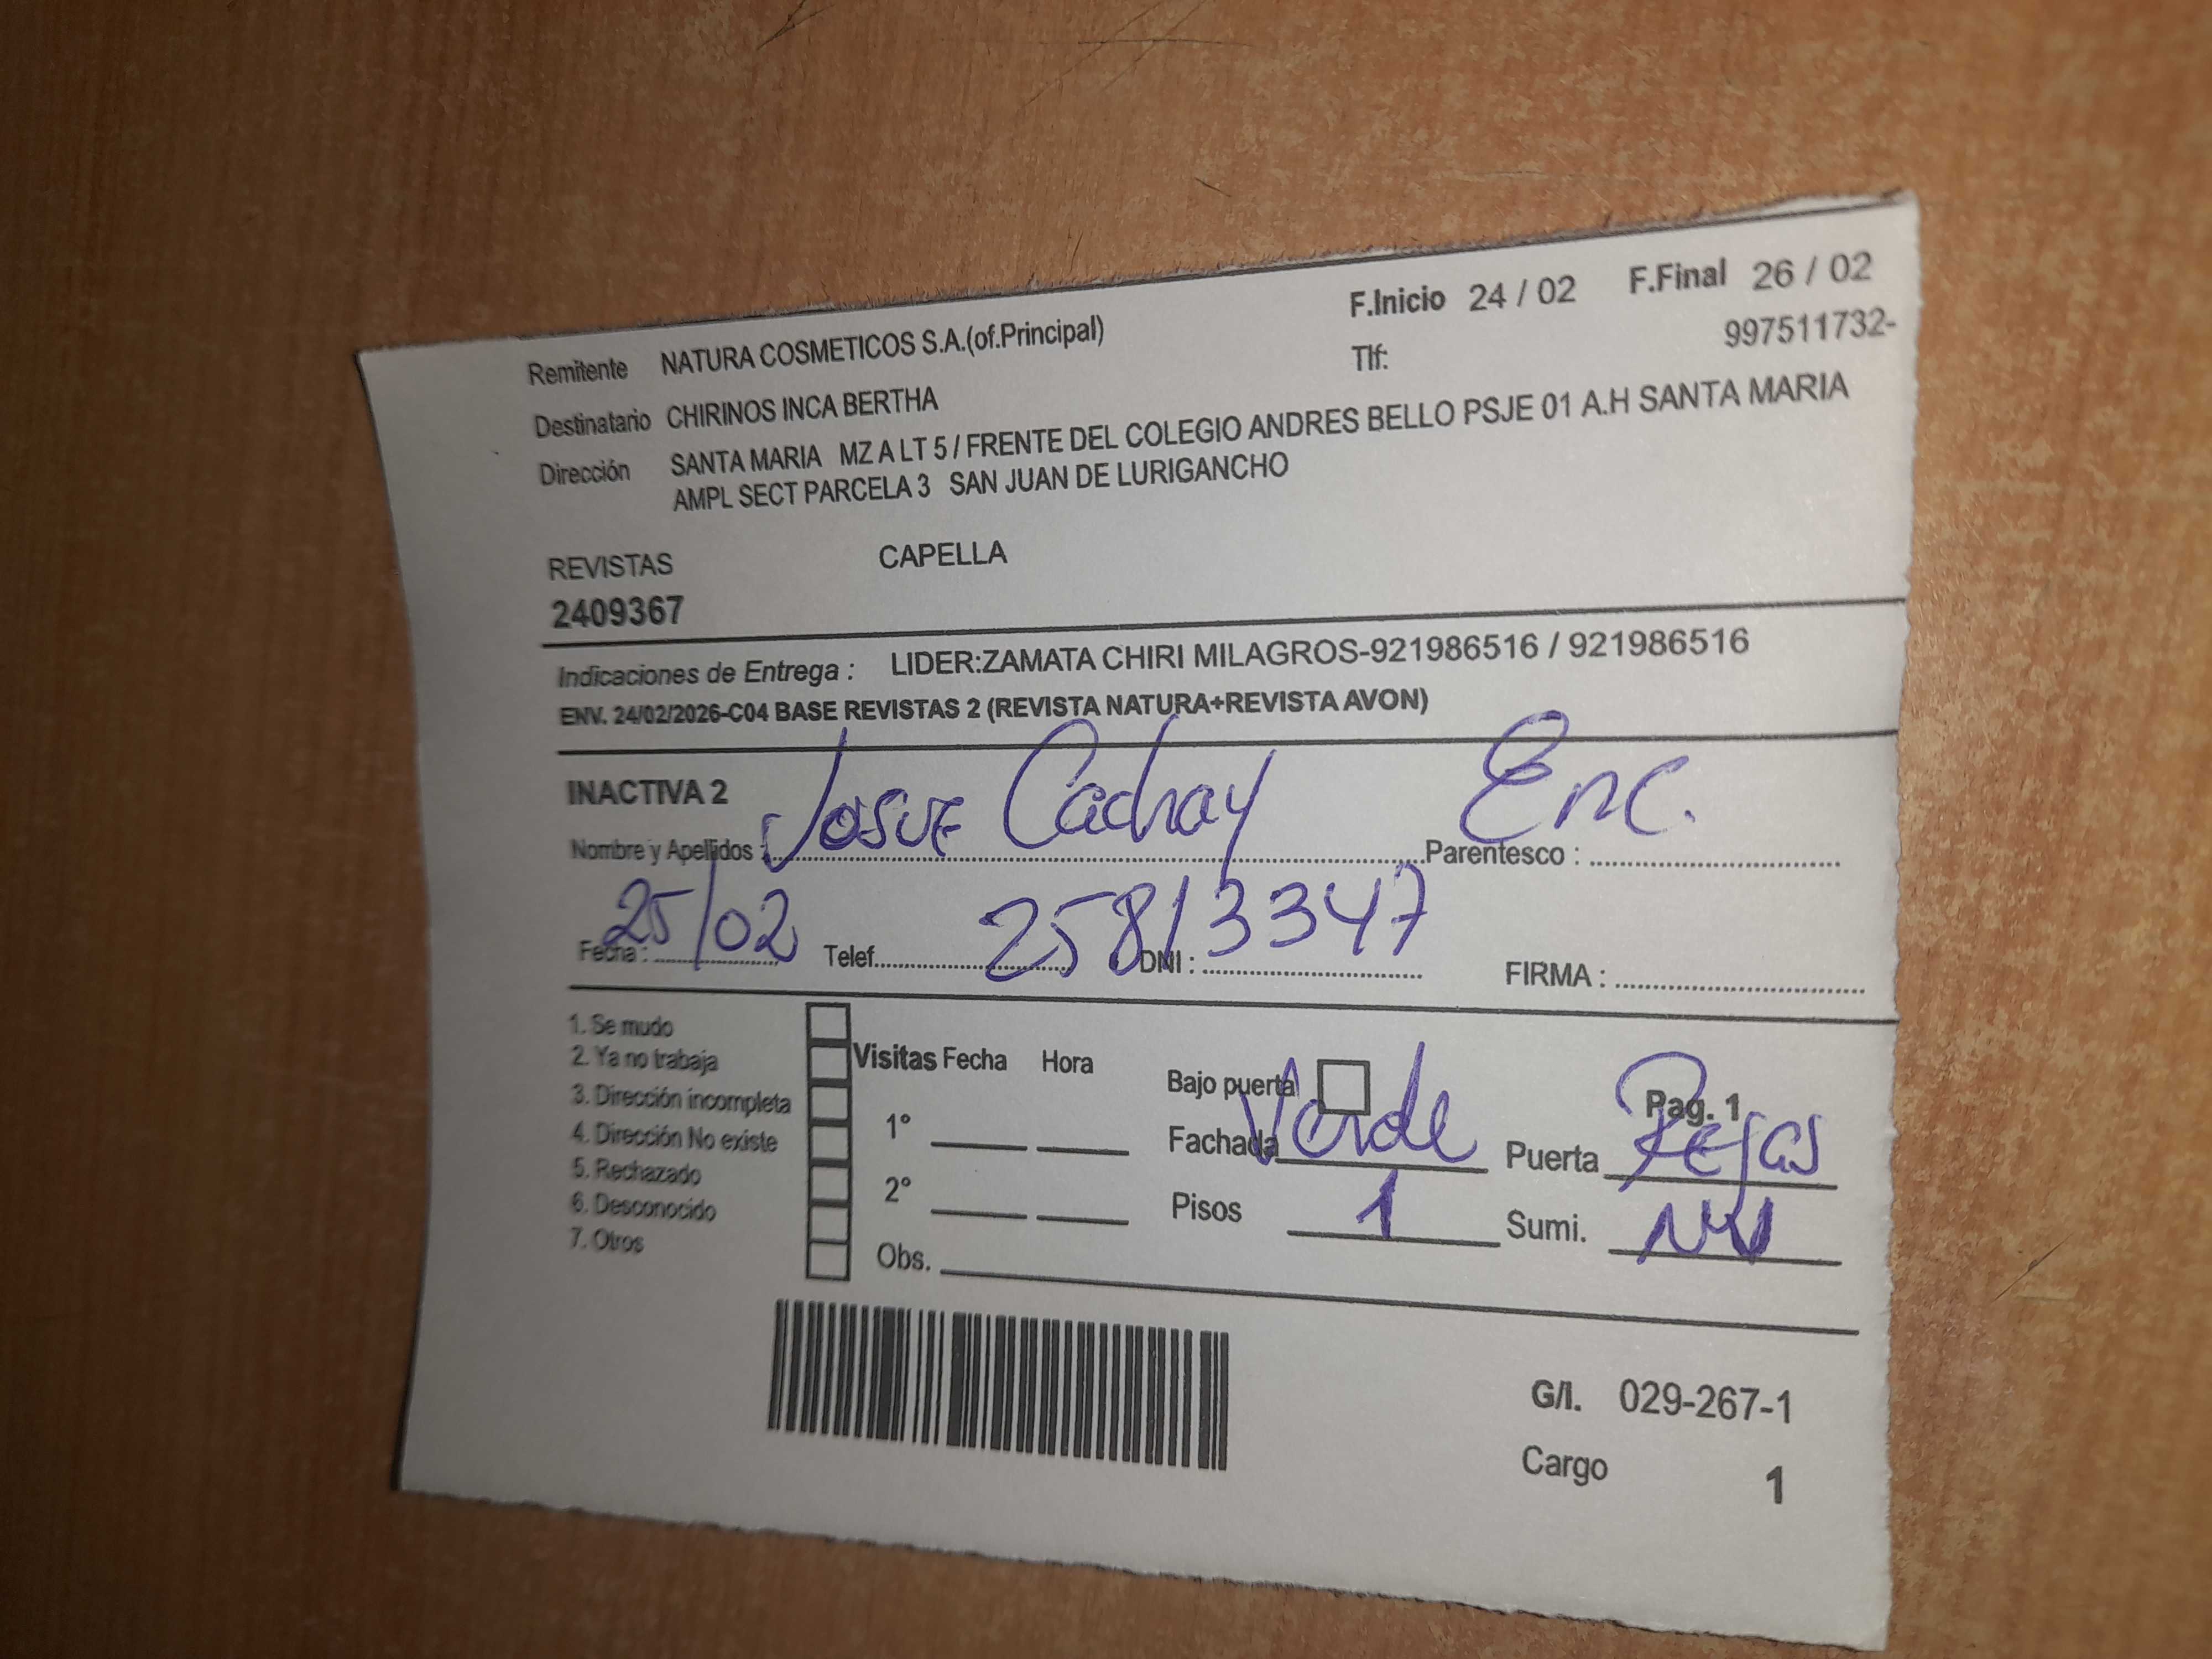 F.Inicio 24 / 02 F.Final 26 / 02
Remitente NATURA COSMETICOS S.A.(of.Principal) Tlf: 997511732-
Destinatario CHIRINOS INCA BERTHA
Dirección SANTA MARIA MZ A LT 5 / FRENTE DEL COLEGIO ANDRES BELLO PSJE 01 A.H SANTA MARIA
AMPL SECT PARCELA 3 SAN JUAN DE LURIGANCHO
REVISTAS CAPELLA
2409367
Indicaciones de Entrega : LIDER:ZAMATA CHIRI MILAGROS-921986516 / 921986516
ENV. 24/02/2026-C04 BASE REVISTAS 2 (REVISTA NATURA+REVISTA AVON)
INACTIVA 2
Nombre y Apellidos : Josue Cachay Parentesco : Enc.
Fecha : 25/02 Telef. DNI : 25813347 FIRMA :
1. Se mudo
2. Ya no trabaja
3. Dirección incompleta
4. Dirección No existe
5. Rechazado
6. Desconocido
7. Otros
Visitas Fecha Hora
1°
2°
Obs.
Bajo puerta Pag. 1
Fachada Verde Puerta Rejas
Pisos 1 Sumi.
G/I. 029-267-1
Cargo 1